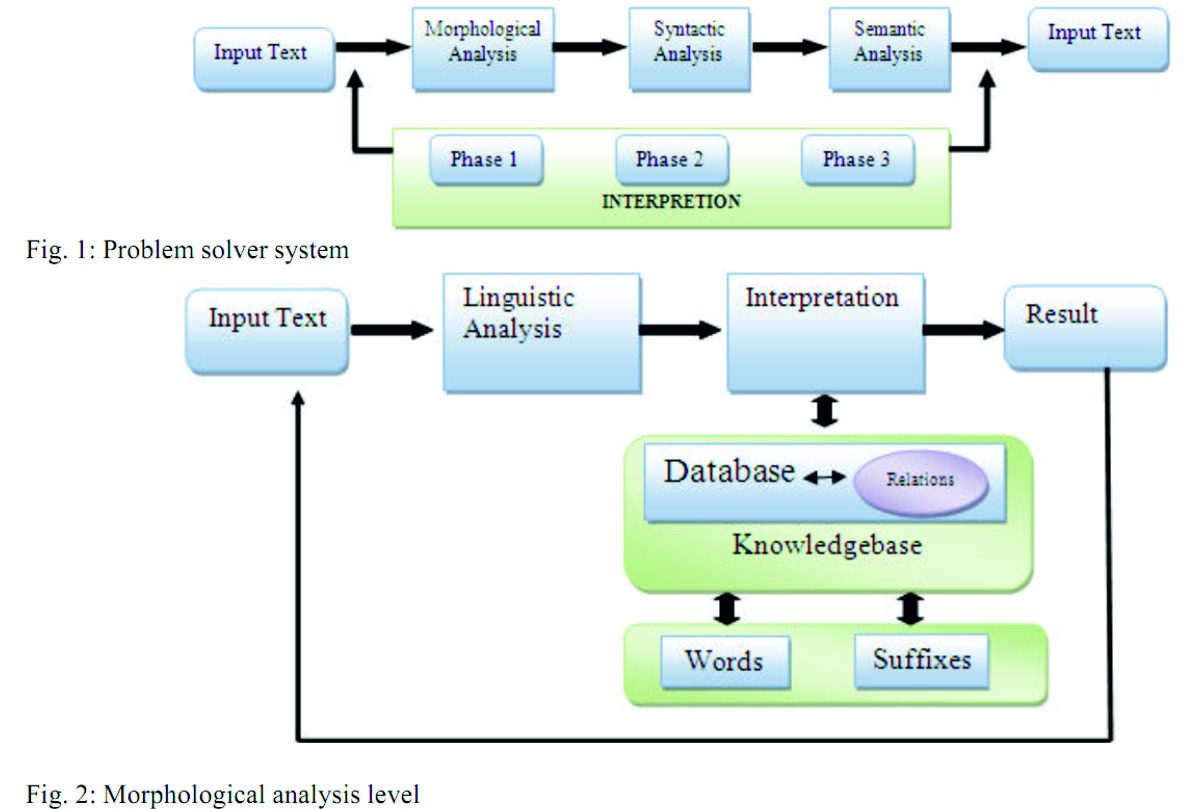 Input Text
Morphological
Analysis
Syntactic
Analysis
Semantic
Analysis
Input Text
Phase 1
Phase 2
Phase 3
INTERPRETION
Fig. 1: Problem solver system
Input Text
Linguistic
Analysis
Interpretation
Result
Database
Relations
Knowledgebase
Words
Suffixes
Fig. 2: Morphological analysis level